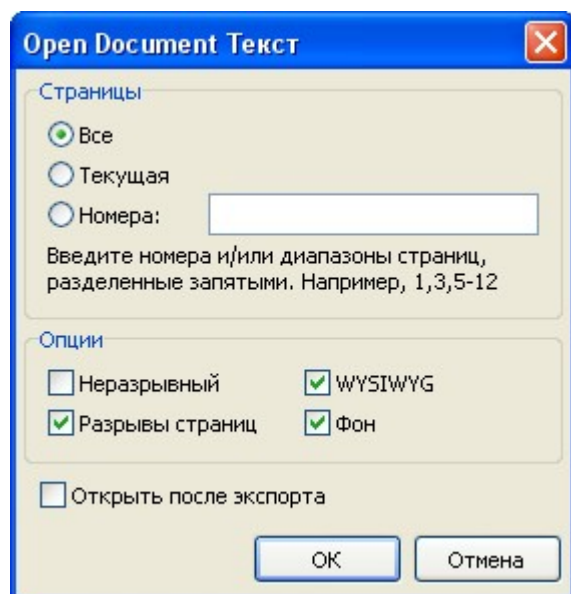 Open Document Текст
Страницы
Все
Текущая
Номера:
Введите номера и/или диапазоны страниц,
разделенные запятыми. Например, 1,3,5-12
Опции
Неразрывный
WYSIWYG
Разрывы страниц
Фон
Открыть после экспорта
ОК
Отмена